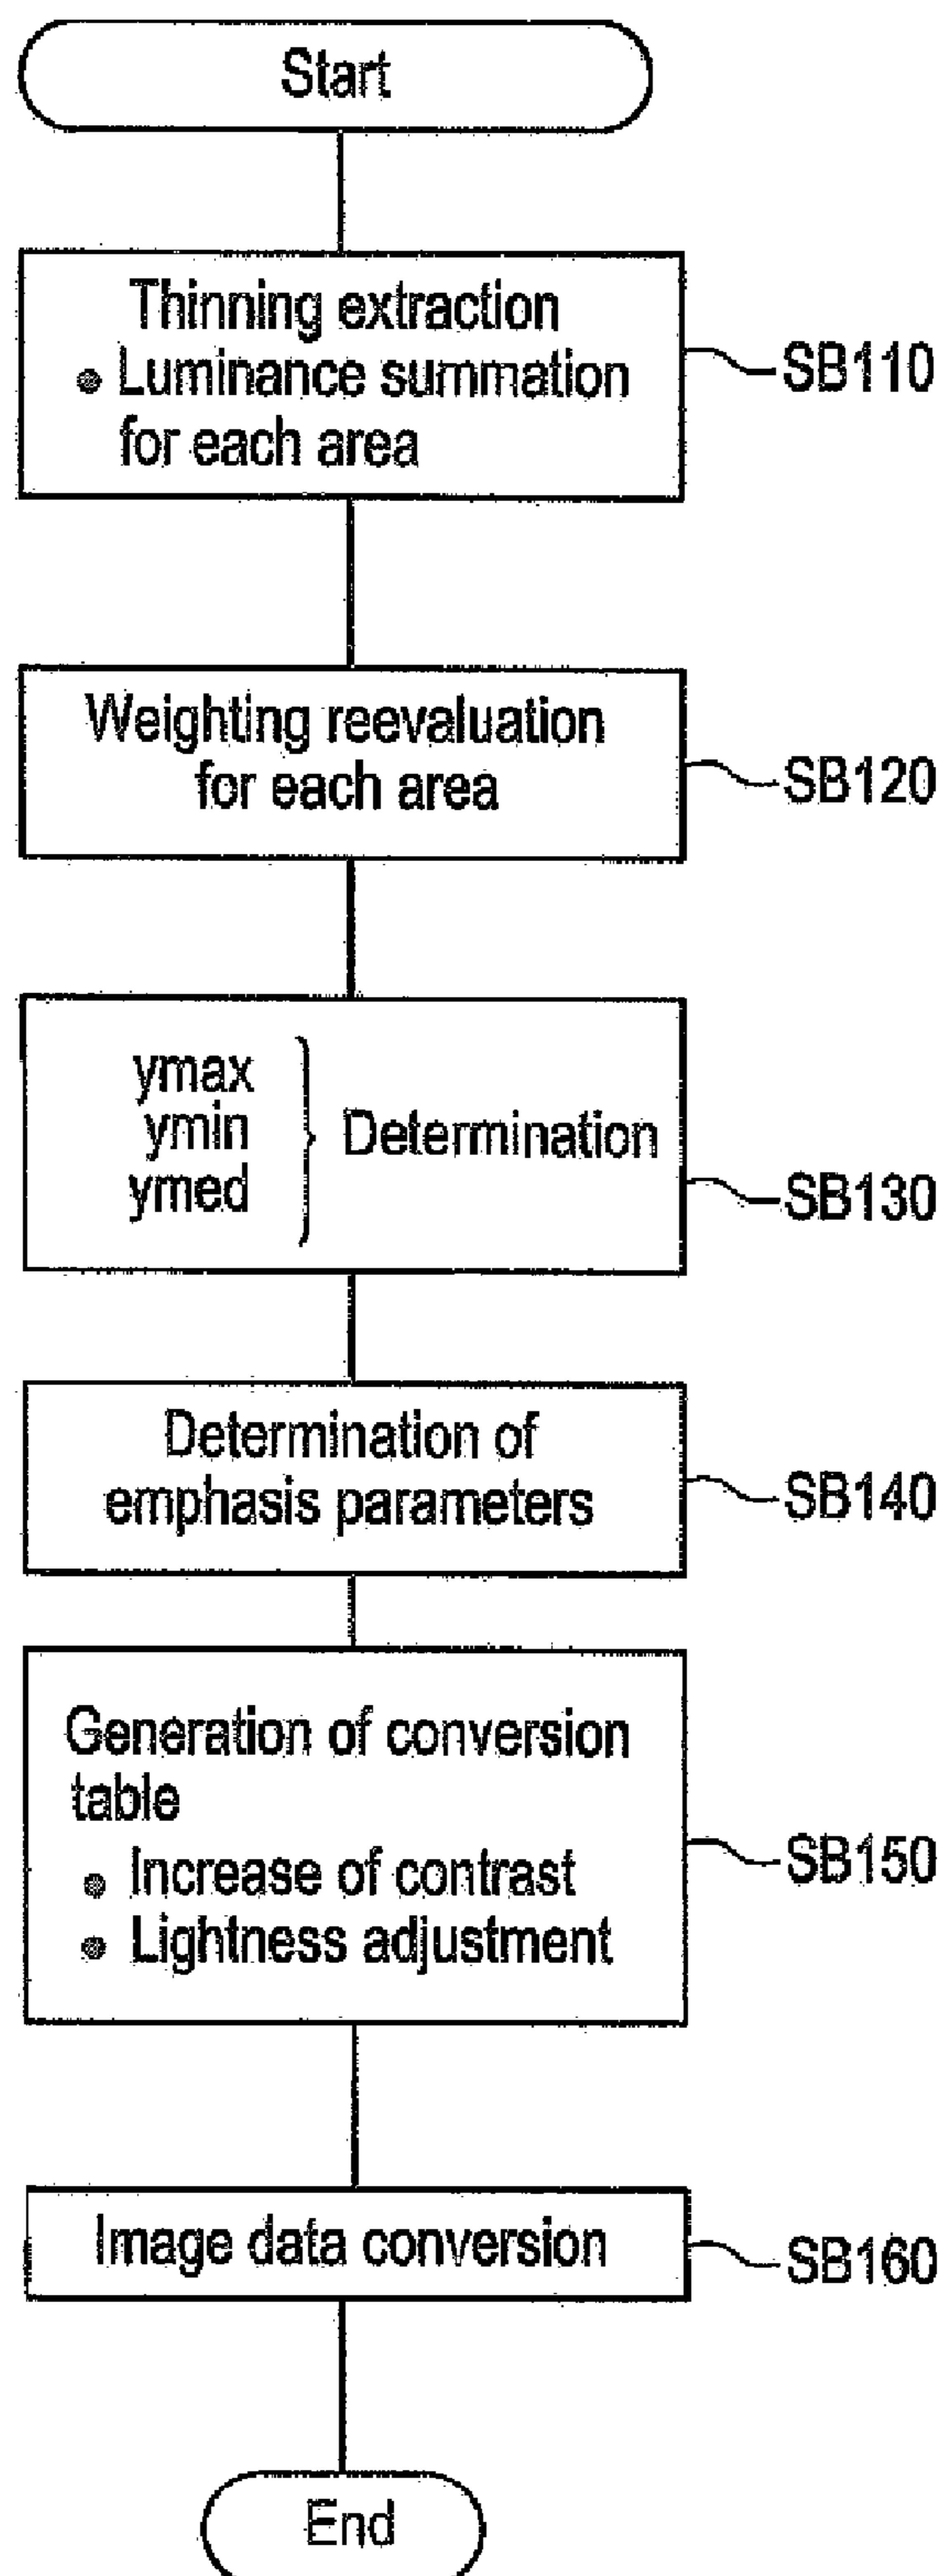 Start
Thinning extraction
• Luminance summation
for each area
SB110
Weighting reevaluation
for each area
SB120
ymax
ymin
ymed
Determination
SB130
Determination of
emphasis parameters
SB140
Generation of conversion
table
• Increase of contrast
• Lightness adjustment
SB150
Image data conversion
SB160
End